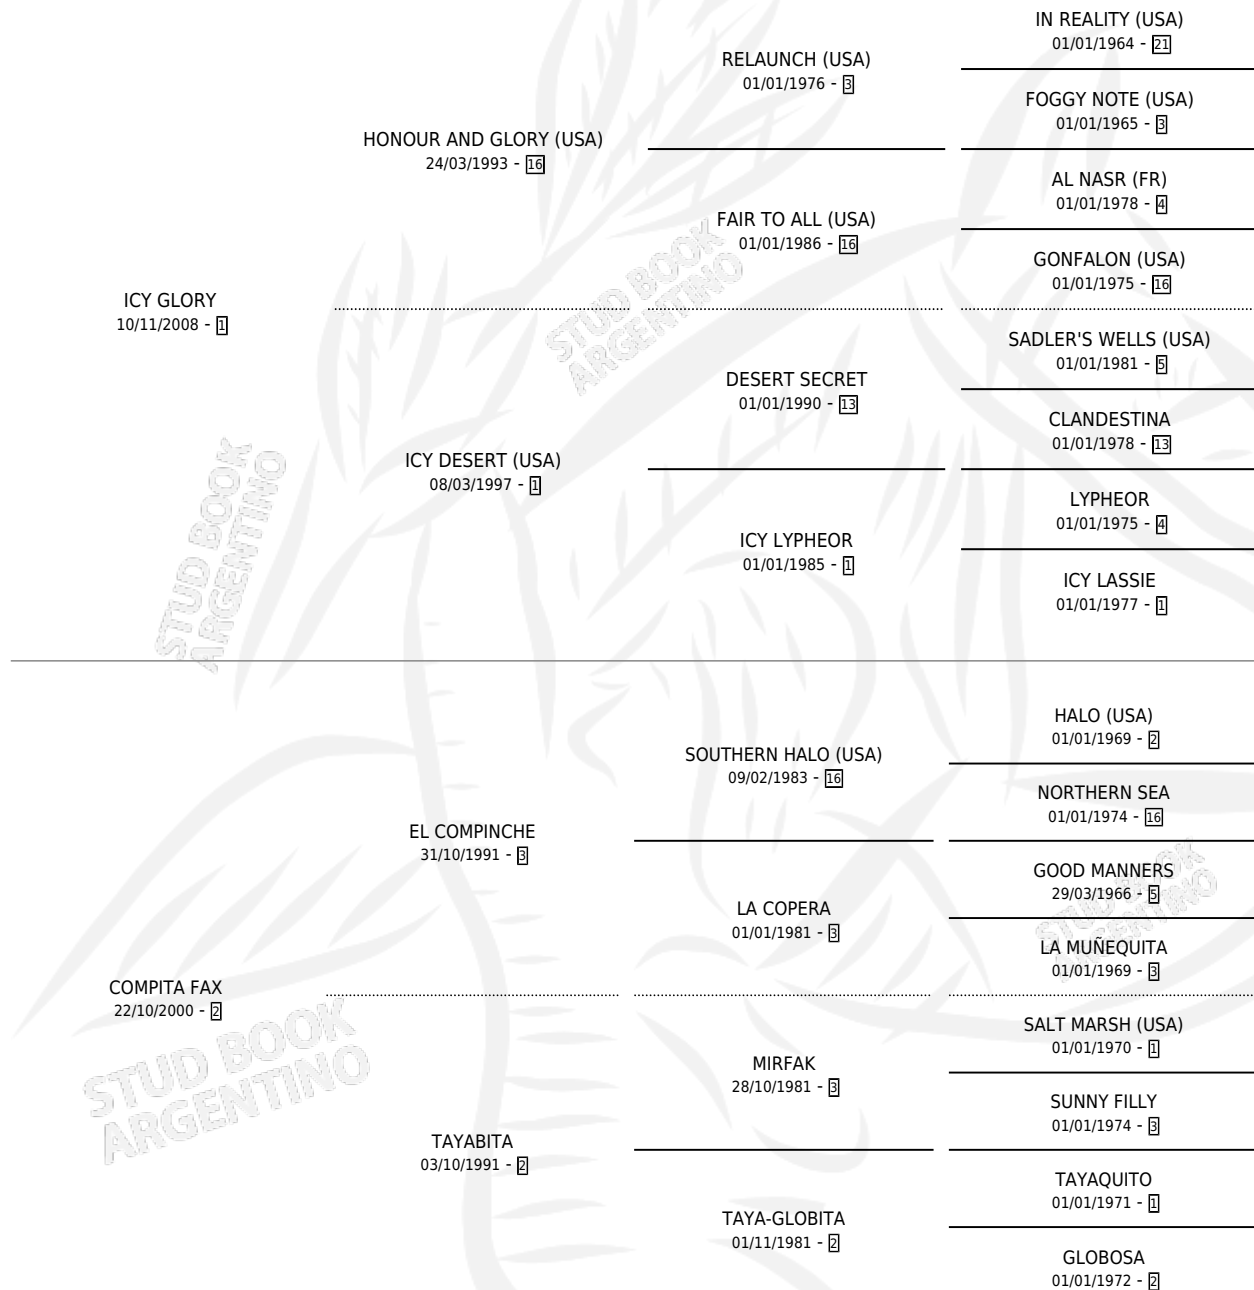 IN REALITY (USA)
01/01/1964 - 21
RELAUNCH (USA)
01/01/1976 - 3
FOGGY NOTE (USA)
01/01/1965 - 3
HONOUR AND GLORY (USA)
24/03/1993 - 16
AL NASR (FR)
01/01/1978 - 4
FAIR TO ALL (USA)
01/01/1986 - 16
GONFALON (USA)
01/01/1975 - 16
ICY GLORY
10/11/2008 - 1
STUD BOOK
ARGENTINO
SADLER'S WELLS (USA)
01/01/1981 - 5
DESERT SECRET
01/01/1990 - 13
CLANDESTINA
01/01/1978 - 13
ICY DESERT (USA)
08/03/1997 - 1
LYPHEOR
01/01/1975 - 4
ICY LYPHEOR
01/01/1985 - 1
ICY LASSIE
01/01/1977 - 1
STUD BOOK
ARGENTINO
HALO (USA)
01/01/1969 - 2
SOUTHERN HALO (USA)
09/02/1983 - 16
NORTHERN SEA
01/01/1974 - 16
EL COMPINCHE
31/10/1991 - 3
GOOD MANNERS
29/03/1966 - 5
LA COPERA
01/01/1981 - 3
LA MUÑEQUITA
01/01/1969 - 3
STUD BOOK
ARGENTINO
COMPITA FAX
22/10/2000 - 2
SALT MARSH (USA)
01/01/1970 - 1
MIRFAK
28/10/1981 - 3
SUNNY FILLY
01/01/1974 - 3
STUD BOOK
ARGENTINO
TAYABITA
03/10/1991 - 2
TAYAQUITO
01/01/1971 - 1
TAYA-GLOBITA
01/11/1981 - 2
GLOBOSA
01/01/1972 - 2